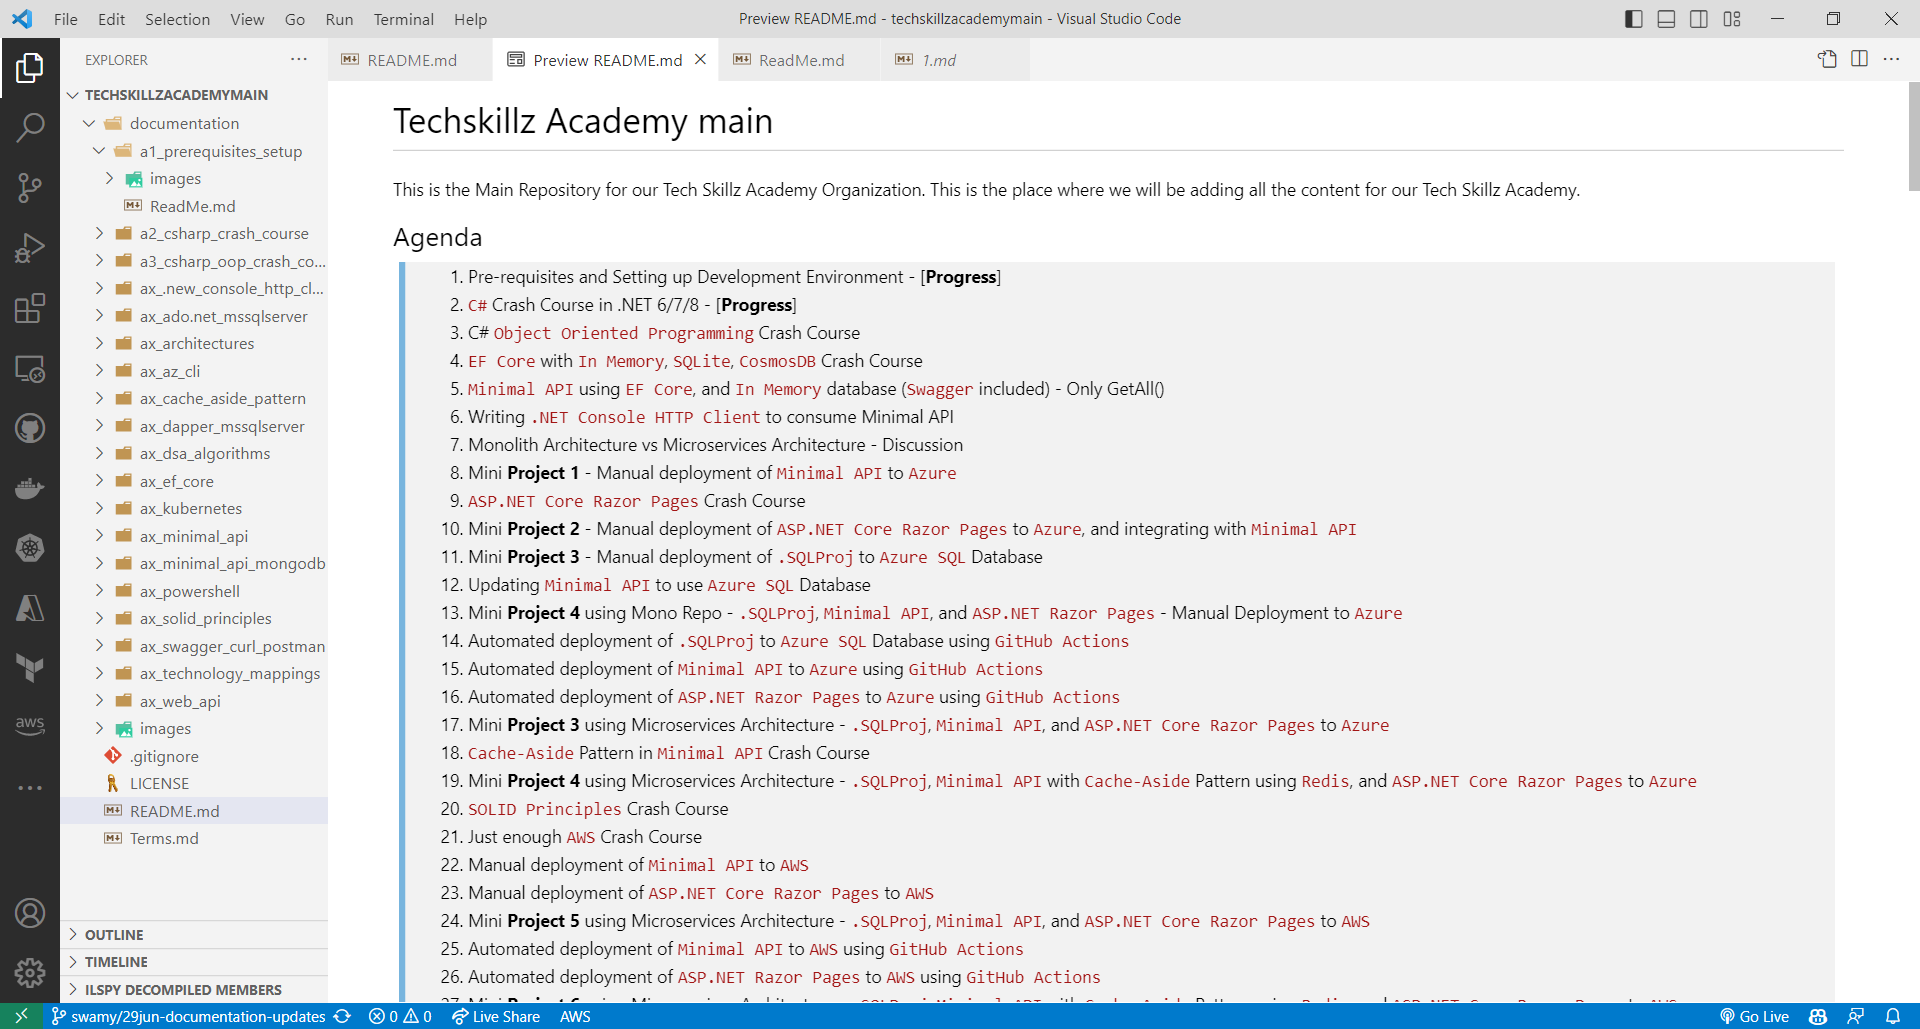 File Edit Selection View Go Run Terminal Help
Preview README.md - techskillzacademymain - Visual Studio Code
EXPLORER
TECHSKILLZACADEMYMAIN
documentation
a1_prerequisites_setup
images
ReadMe.md
a2_csharp_crash_course
a3_csharp_oop_crash_co...
ax_.new_console_http_cl...
ax_ado.net_mssqlserver
ax_architectures
ax_az_cli
ax_cache_aside_pattern
ax_dapper_mssqlserver
ax_dsa_algorithms
ax_ef_core
ax_kubernetes
ax_minimal_api
ax_minimal_api_mongodb
ax_powershell
ax_solid_principles
ax_swagger_curl_postman
ax_technology_mappings
ax_web_api
images
.gitignore
LICENSE
README.md
Terms.md
OUTLINE
TIMELINE
ILSPY DECOMPILED MEMBERS
aws
README.md
Preview README.md
ReadMe.md
1.md
Techskillz Academy main
This is the Main Repository for our Tech Skillz Academy Organization. This is the place where we will be adding all the content for our Tech Skillz Academy.
Agenda
1. Pre-requisites and Setting up Development Environment - [Progress]
2. C# Crash Course in .NET 6/7/8 - [Progress]
3. C# Object Oriented Programming Crash Course
4. EF Core with In Memory, SQLite, CosmosDB Crash Course
5. Minimal API using EF Core, and In Memory database (Swagger included) - Only GetAll()
6. Writing .NET Console HTTP Client to consume Minimal API
7. Monolith Architecture vs Microservices Architecture - Discussion
8. Mini Project 1 - Manual deployment of Minimal API to Azure
9. ASP.NET Core Razor Pages Crash Course
10. Mini Project 2 - Manual deployment of ASP.NET Core Razor Pages to Azure, and integrating with Minimal API
11. Mini Project 3 - Manual deployment of .SQLProj to Azure SQL Database
12. Updating Minimal API to use Azure SQL Database
13. Mini Project 4 using Mono Repo - .SQLProj, Minimal API, and ASP.NET Razor Pages - Manual Deployment to Azure
14. Automated deployment of .SQLProj to Azure SQL Database using GitHub Actions
15. Automated deployment of Minimal API to Azure using GitHub Actions
16. Automated deployment of ASP.NET Razor Pages to Azure using GitHub Actions
17. Mini Project 3 using Microservices Architecture - .SQLProj, Minimal API, and ASP.NET Core Razor Pages to Azure
18. Cache-Aside Pattern in Minimal API Crash Course
19. Mini Project 4 using Microservices Architecture - .SQLProj, Minimal API with Cache-Aside Pattern using Redis, and ASP.NET Core Razor Pages to Azure
20. SOLID Principles Crash Course
21. Just enough AWS Crash Course
22. Manual deployment of Minimal API to AWS
23. Manual deployment of ASP.NET Core Razor Pages to AWS
24. Mini Project 5 using Microservices Architecture - .SQLProj, Minimal API, and ASP.NET Core Razor Pages to AWS
25. Automated deployment of Minimal API to AWS using GitHub Actions
26. Automated deployment of ASP.NET Razor Pages to AWS using GitHub Actions
swamy/29jun-documentation-updates 0 0 Live Share AWS Go Live